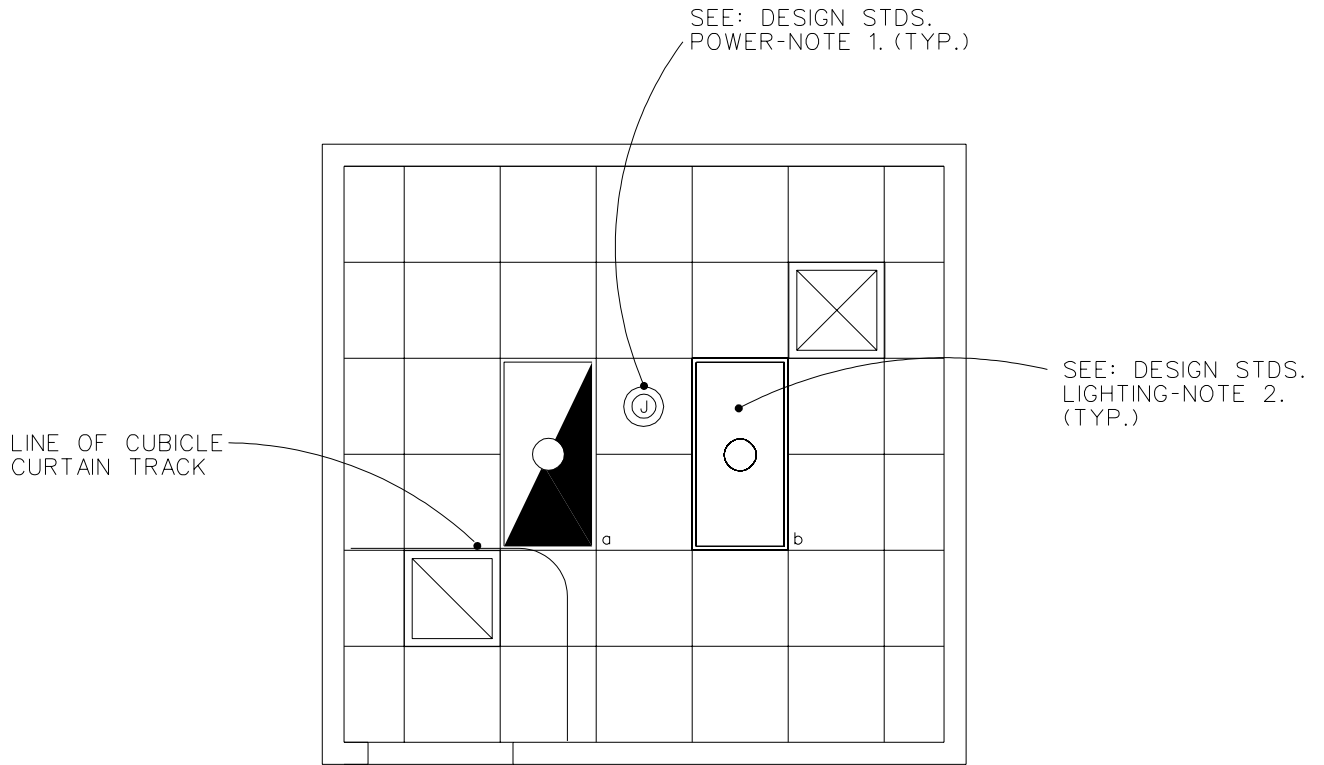 SEE: DESIGN STDS.
POWER-NOTE 1. (TYP.)
SEE: DESIGN STDS.
LIGHTING-NOTE 2.
(TYP.)
J
LINE OF CUBICLE
CURTAIN TRACK
a
b